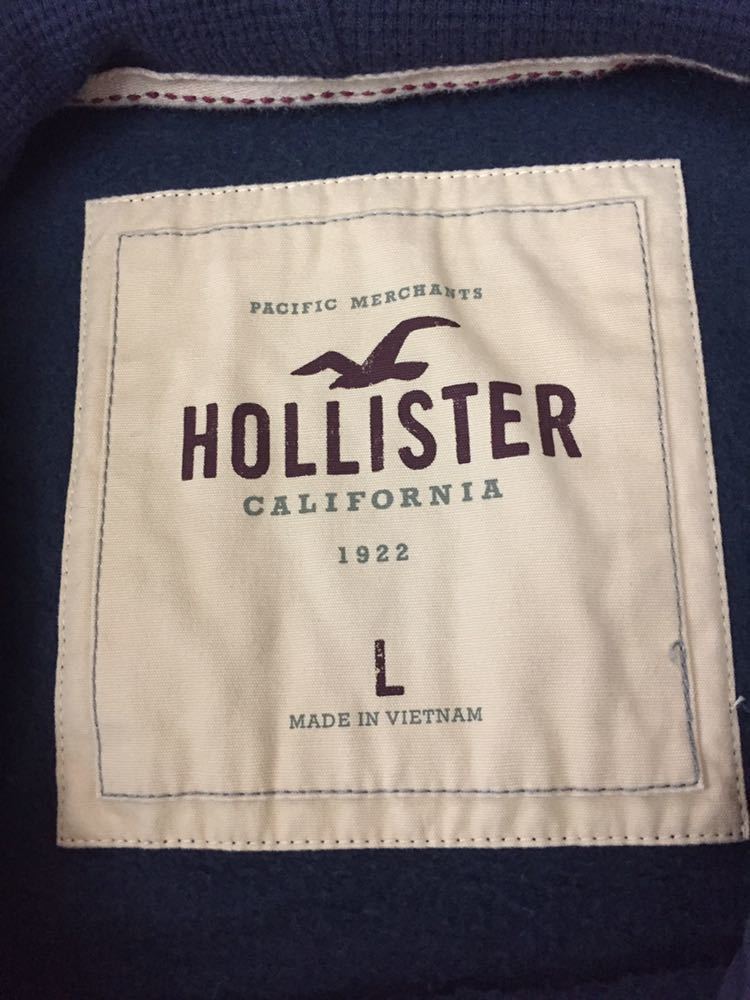 PACIFIC MERCHANTS
HOLLISTER
CALIFORNIA
1922
L
MADE IN VIETNAM